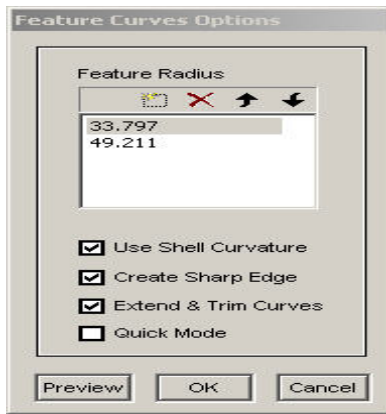 Feature Curves Options
Feature Radius
33.797
49.211
Use Shell Curvature
Create Sharp Edge
Extend & Trim Curves
Quick Mode
Preview OK Cancel